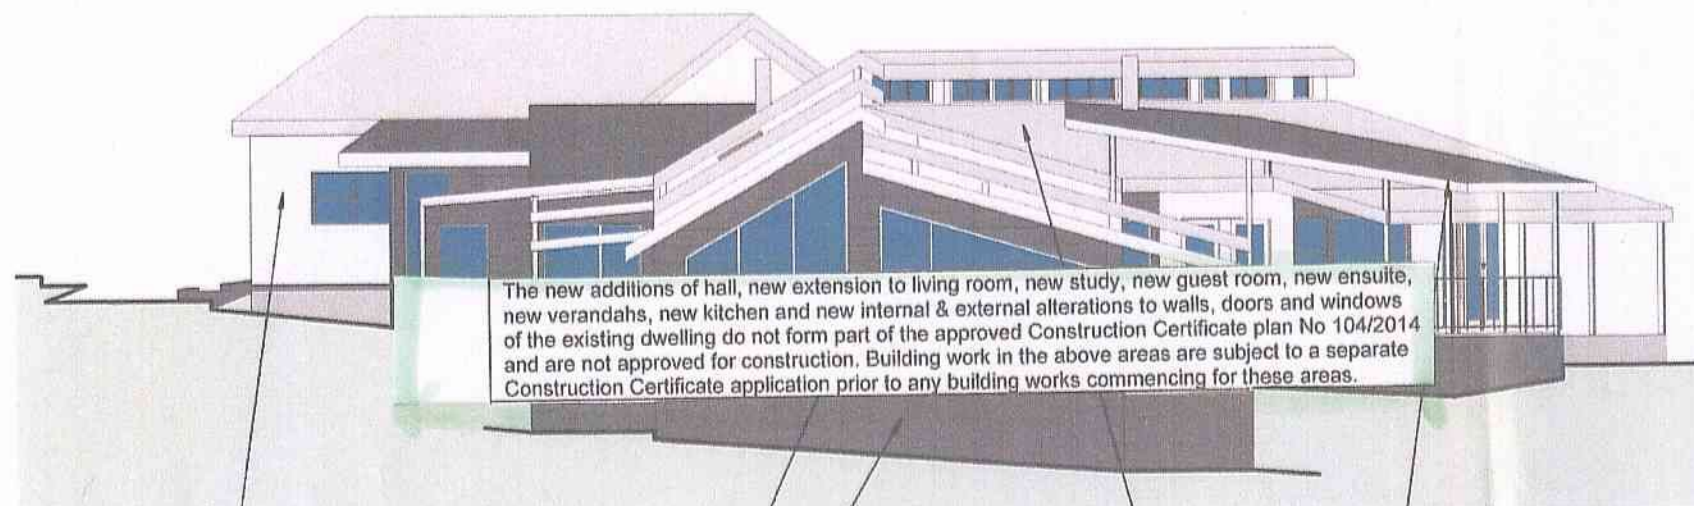 The new additions of hall, new extension to living room, new study, new guest room, new ensuite,
new verandahs, new kitchen and new internal & external alterations to walls, doors and windows
of the existing dwelling do not form part of the approved Construction Certificate plan No 104/2014
and are not approved for construction. Building work in the above areas are subject to a separate
Construction Certificate application prior to any building works commencing for these areas.